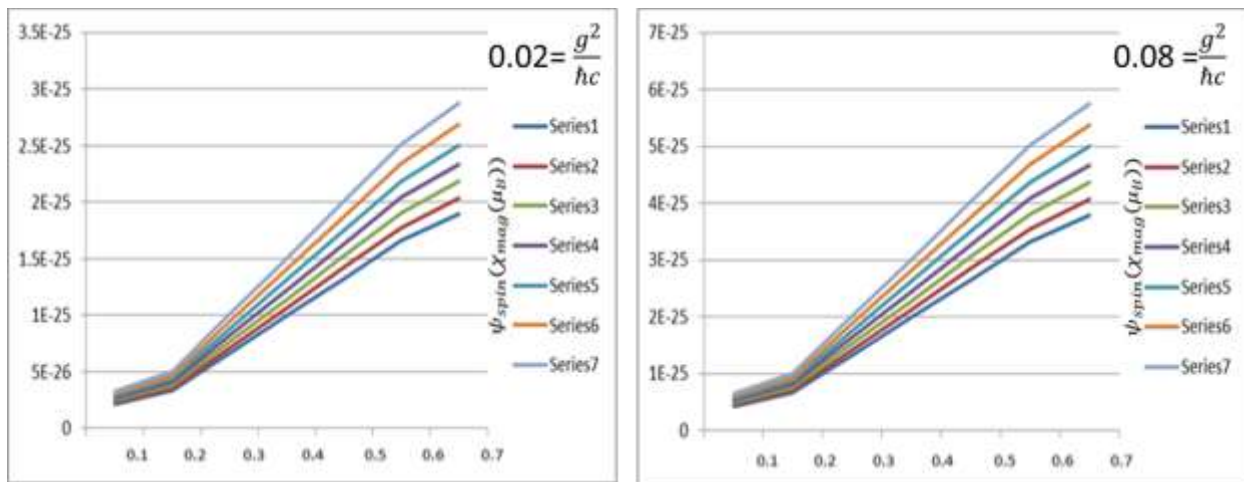 3.5E-25
3E-25
2.5E-25
2E-25
1.5E-25
1E-25
5E-26
0
0.1 0.2 0.3 0.4 0.5 0.6 0.7
0.02= g²/ħc
ψspin(χmag(μB))
Series1
Series2
Series3
Series4
Series5
Series6
Series7
7E-25
6E-25
5E-25
4E-25
3E-25
2E-25
1E-25
0
0.1 0.2 0.3 0.4 0.5 0.6 0.7
0.08 = g²/ħc
ψspin(χmag(μB))
Series1
Series2
Series3
Series4
Series5
Series6
Series7